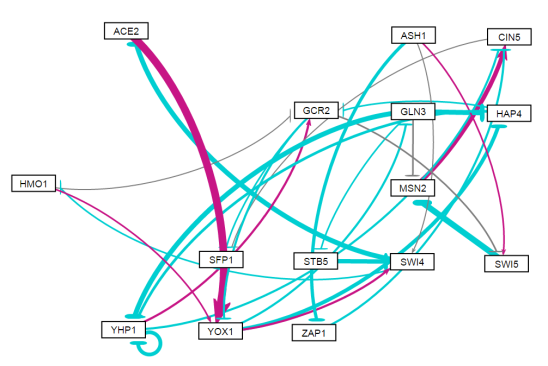 ACE2
ASH1
CIN5
GCR2
GLN3
HAP4
HMO1
MSN2
SFP1
STB5
SWI4
SWI5
YHP1
YOX1
ZAP1